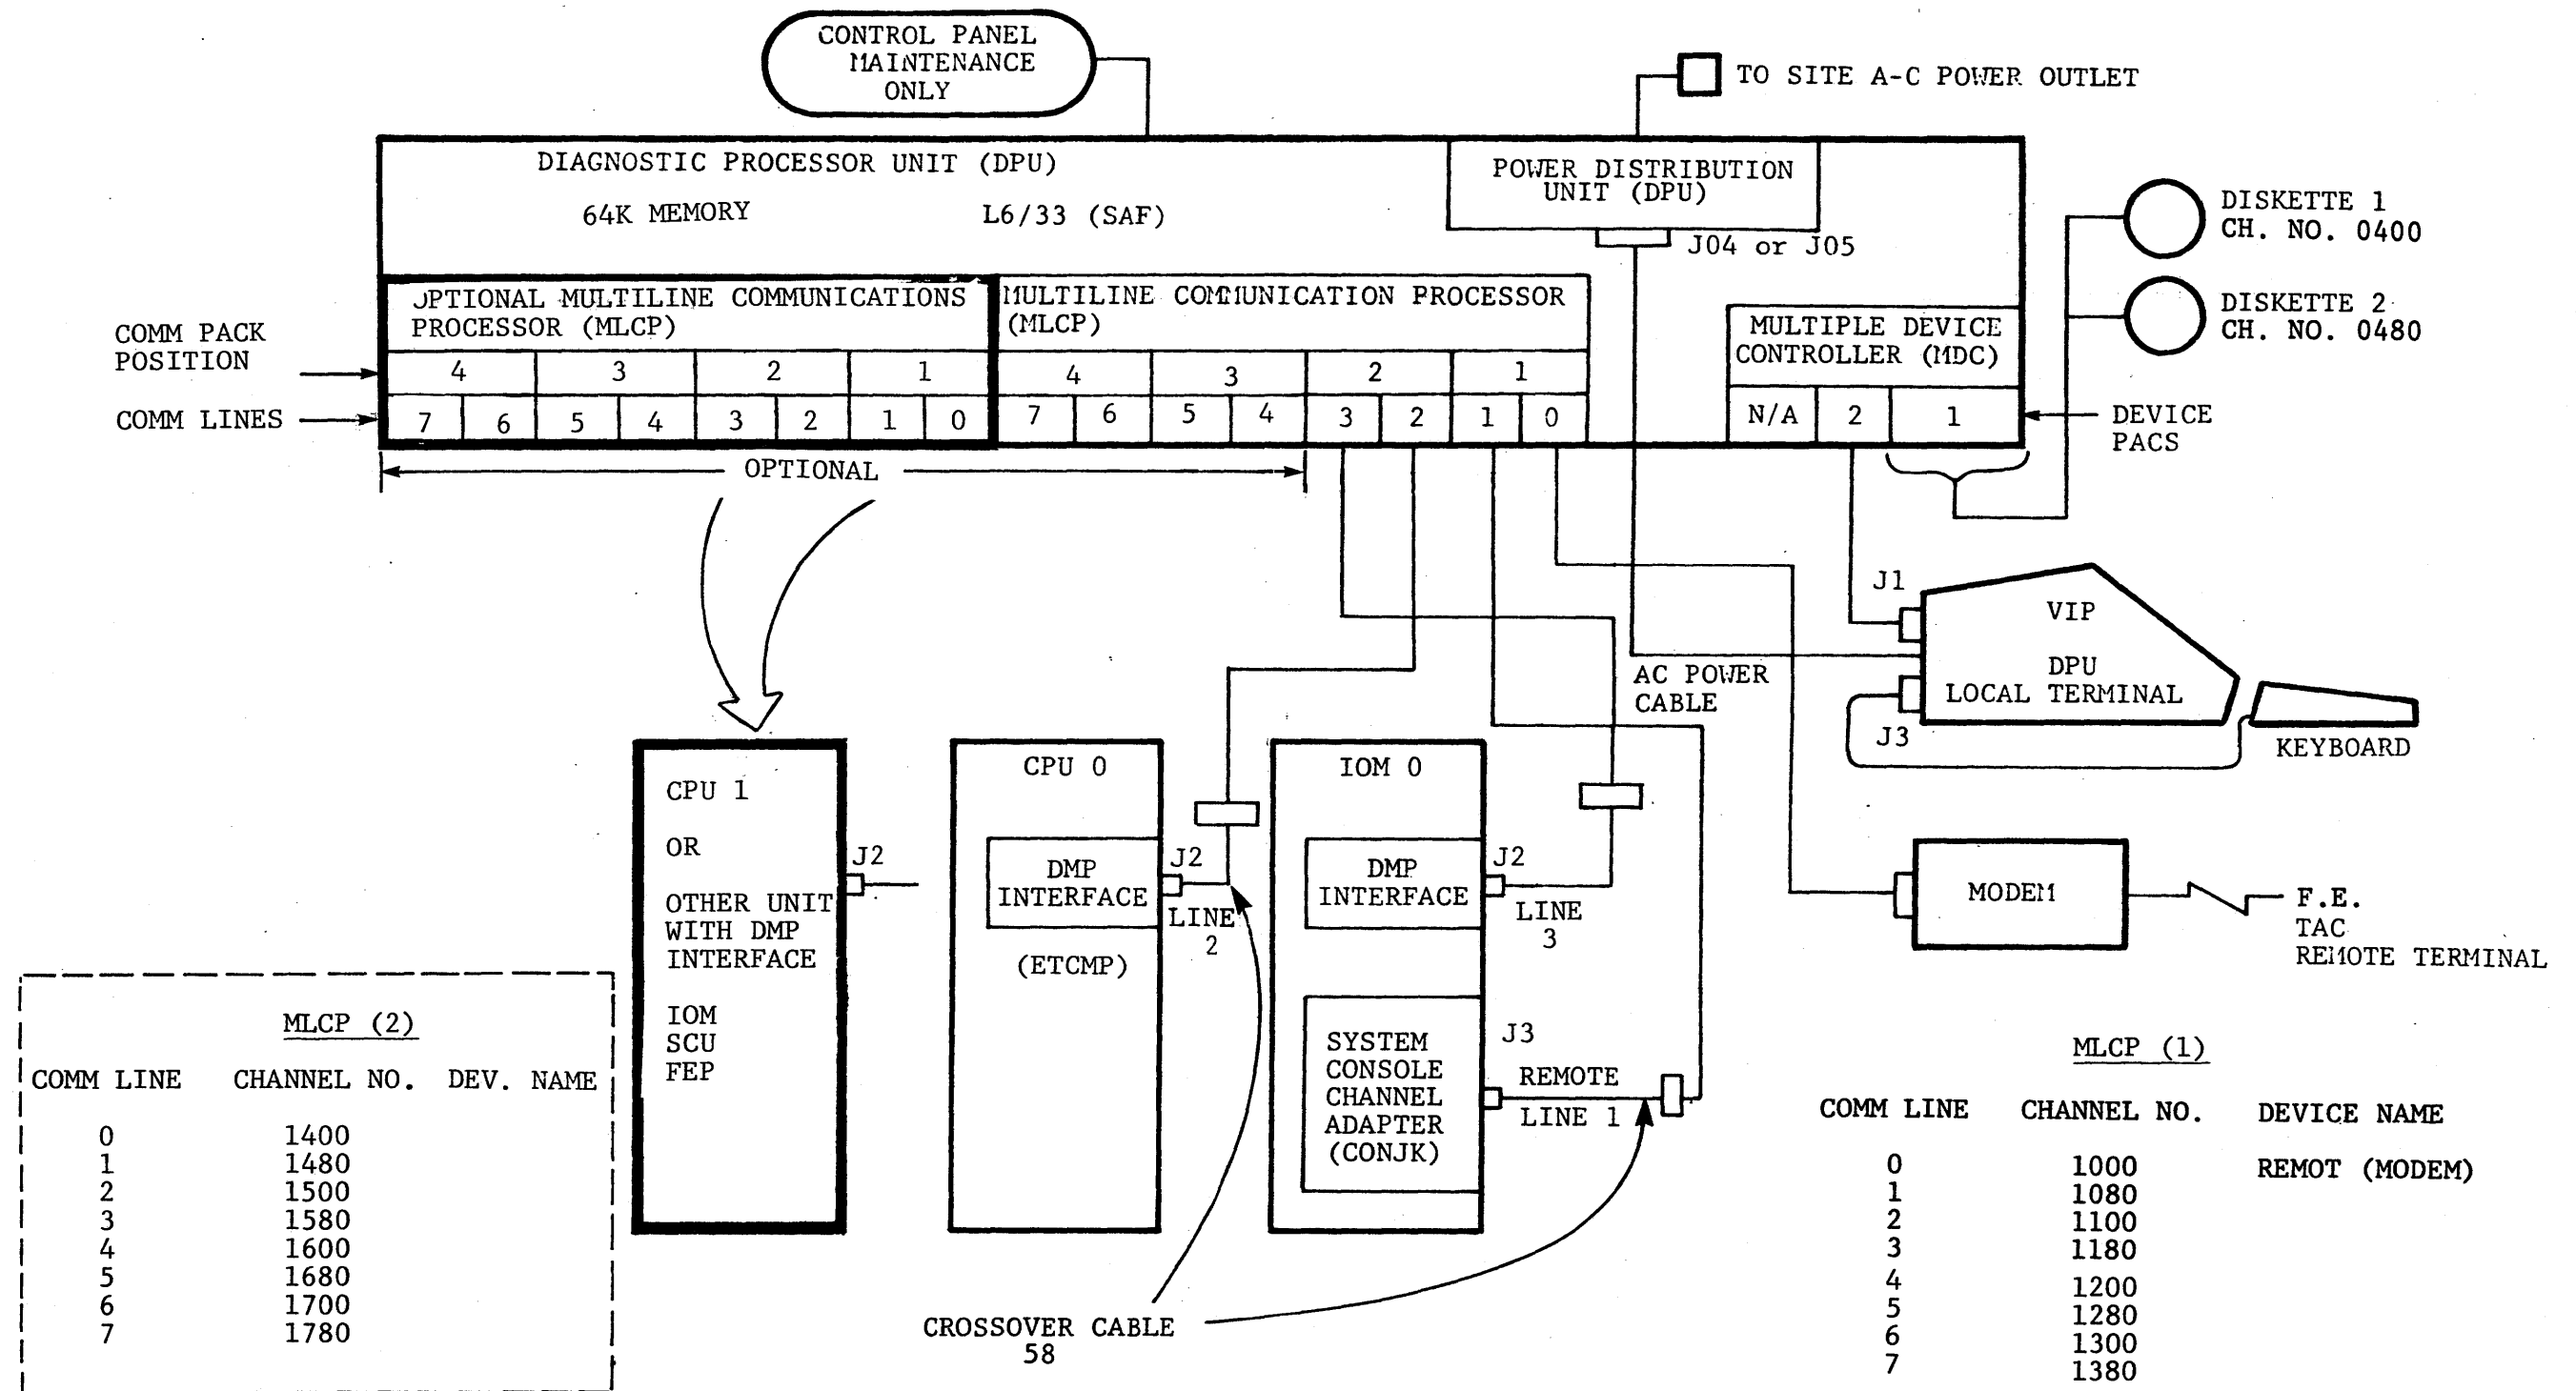 CONTROL PANEL
MAINTENANCE
ONLY
TO SITE A-C POWER OUTLET
DIAGNOSTIC PROCESSOR UNIT (DPU)
64K MEMORY L6/33 (SAF)
POWER DISTRIBUTION
UNIT (DPU)
J04 or J05
DISKETTE 1
CH. NO. 0400
DISKETTE 2
CH. NO. 0480
OPTIONAL MULTILINE COMMUNICATIONS
PROCESSOR (MLCP)
MULTILINE COMMUNICATION PROCESSOR
(MLCP)
MULTIPLE DEVICE
CONTROLLER (MDC)
COMM PACK
POSITION
4 3 2 1 4 3 2 1
COMM LINES
7 6 5 4 3 2 1 0 7 6 5 4 3 2 1 0
N/A 2 1
DEVICE
PACS
OPTIONAL
J1
VIP
DPU
LOCAL TERMINAL
J3
KEYBOARD
AC POWER
CABLE
CPU 1
OR
OTHER UNIT
WITH DMP
INTERFACE
IOM
SCU
FEP
J2
CPU 0
DMP
INTERFACE
(ETCMP)
J2
LINE
2
IOM 0
DMP
INTERFACE
J2
LINE
3
SYSTEM
CONSOLE
CHANNEL
ADAPTER
(CONJK)
J3
REMOTE
LINE 1
MODEM
F.E.
TAC
REMOTE TERMINAL
MLCP (2)
COMM LINE CHANNEL NO. DEV. NAME
0 1400
1 1480
2 1500
3 1580
4 1600
5 1680
6 1700
7 1780
CROSSOVER CABLE
58
MLCP (1)
COMM LINE CHANNEL NO. DEVICE NAME
0 1000 REMOT (MODEM)
1 1080
2 1100
3 1180
4 1200
5 1280
6 1300
7 1380